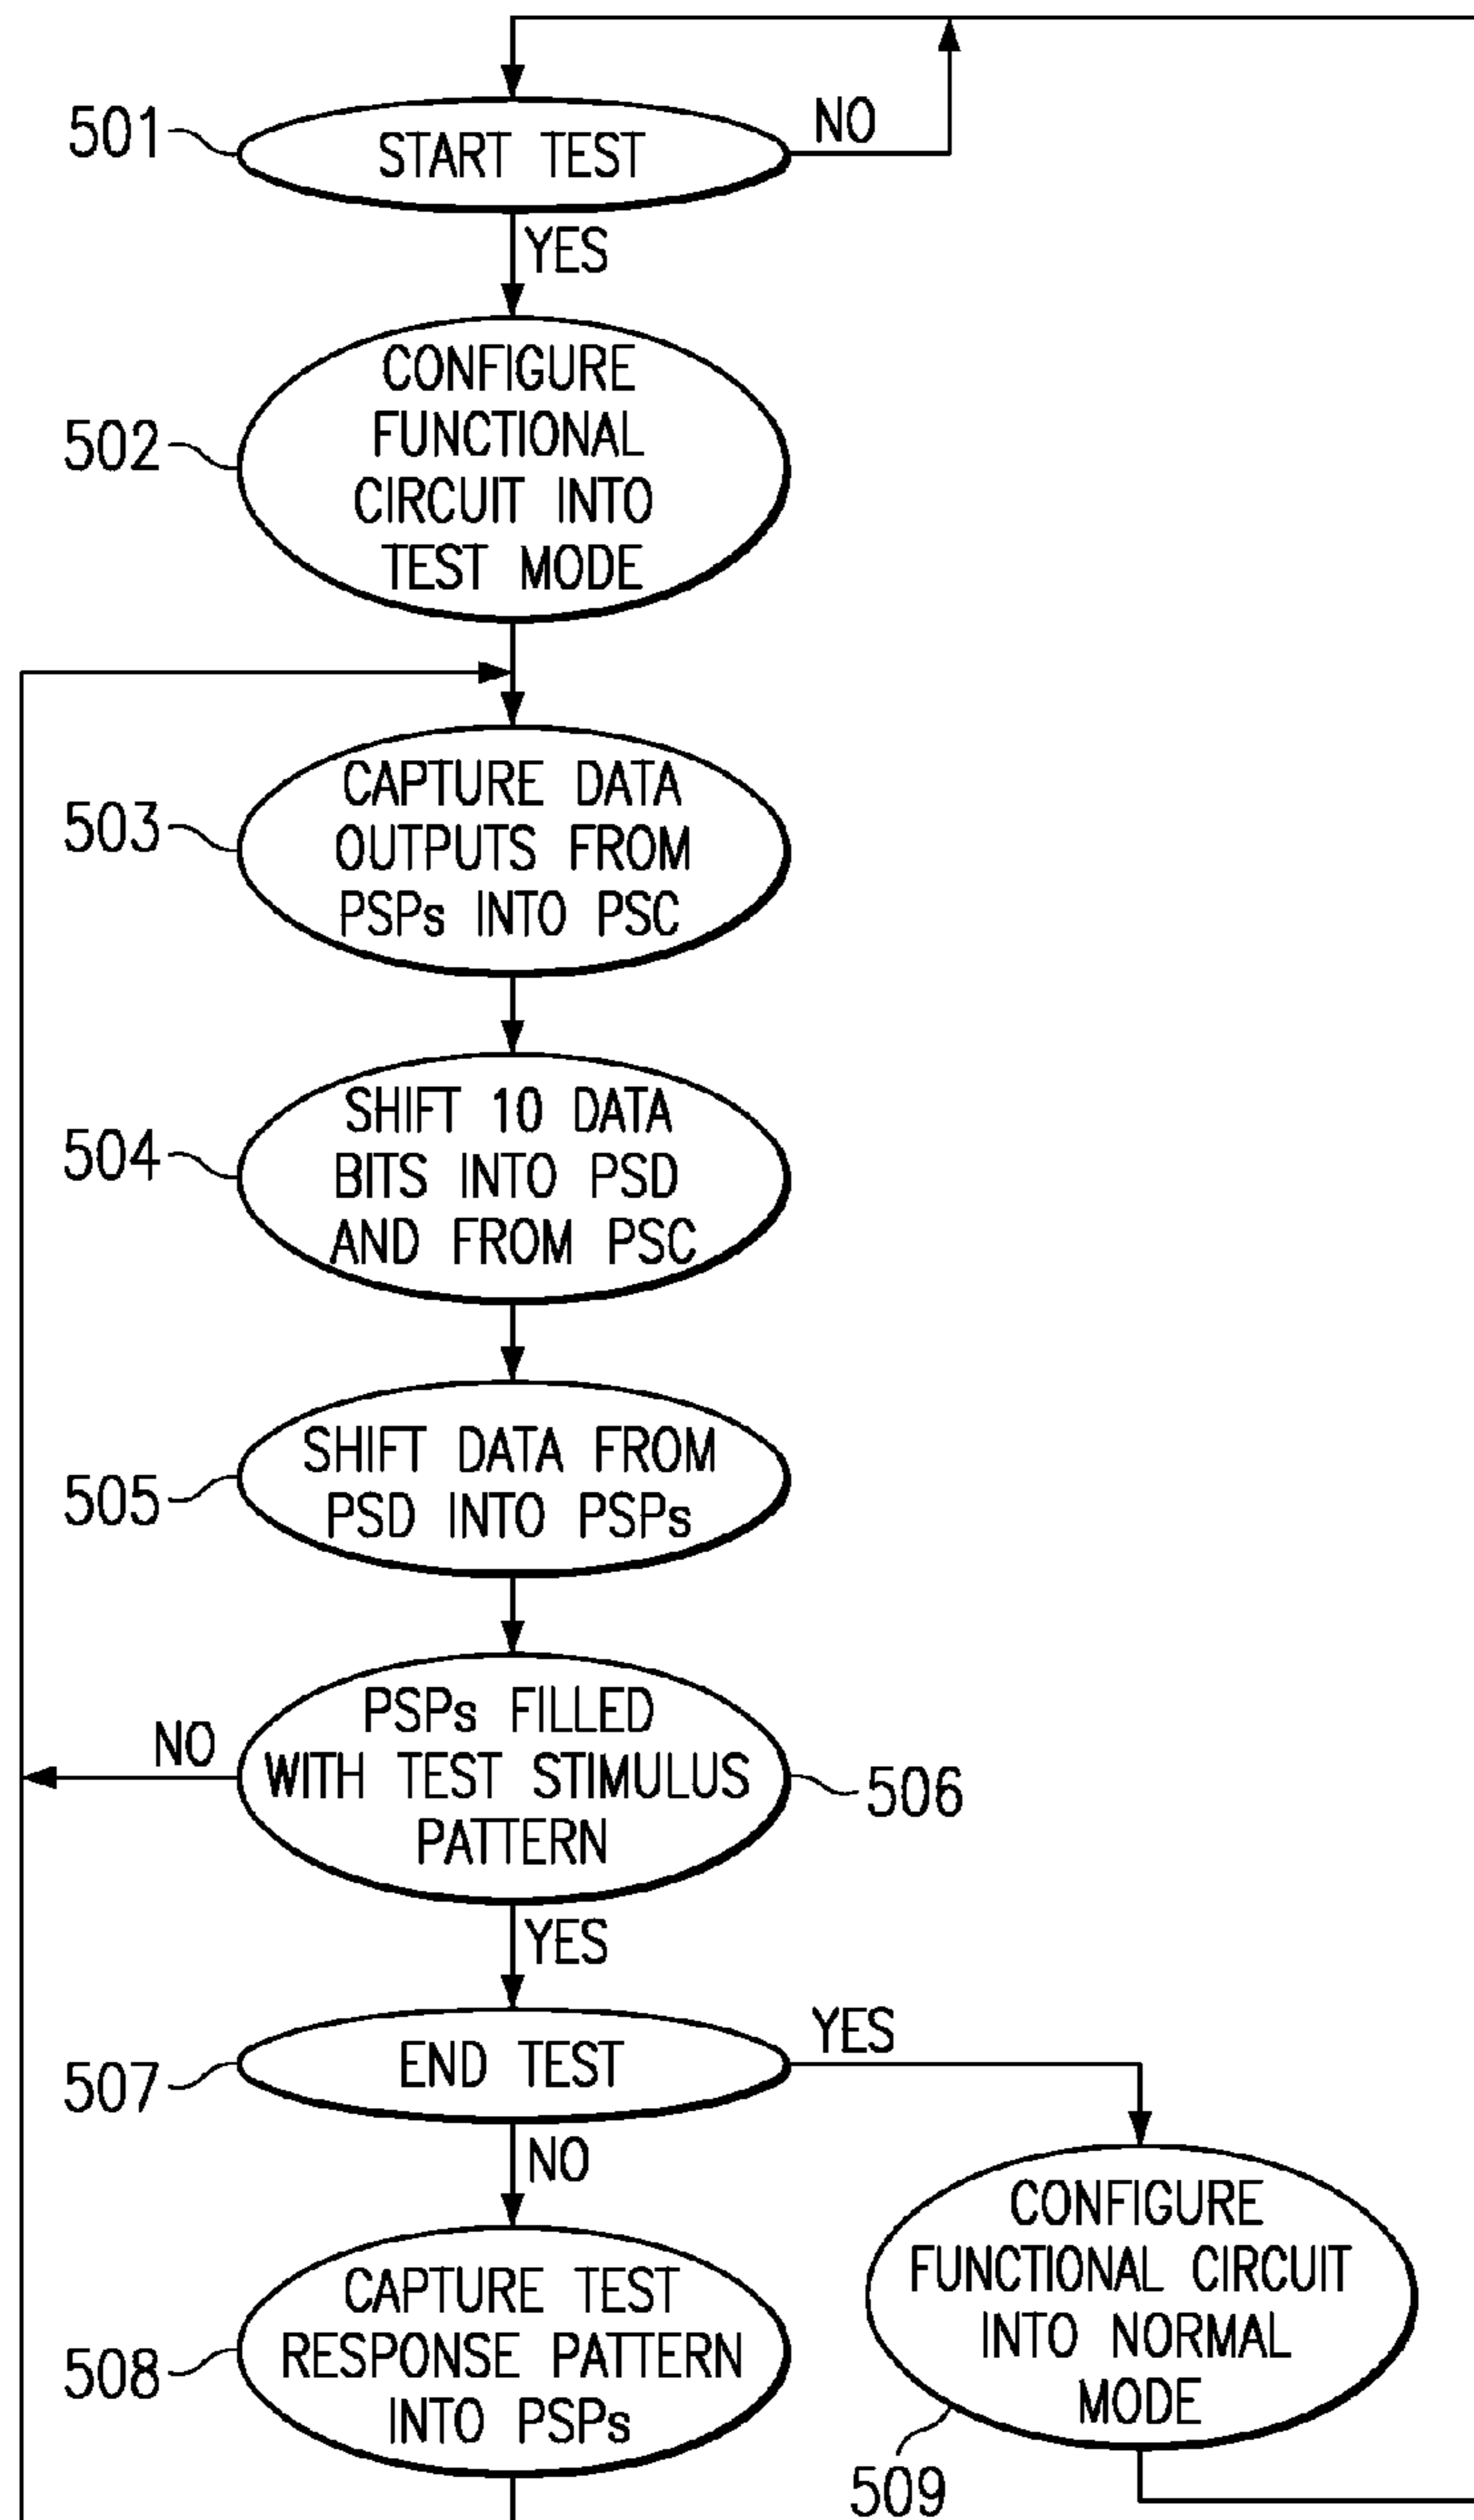 501
START TEST
NO
YES
502
CONFIGURE
FUNCTIONAL
CIRCUIT INTO
TEST MODE
503
CAPTURE DATA
OUTPUTS FROM
PSPs INTO PSC
504
SHIFT 10 DATA
BITS INTO PSD
AND FROM PSC
505
SHIFT DATA FROM
PSD INTO PSPs
NO
PSPs FILLED
WITH TEST STIMULUS
PATTERN
506
YES
507
END TEST
YES
NO
508
CAPTURE TEST
RESPONSE PATTERN
INTO PSPs
CONFIGURE
FUNCTIONAL CIRCUIT
INTO NORMAL
MODE
509